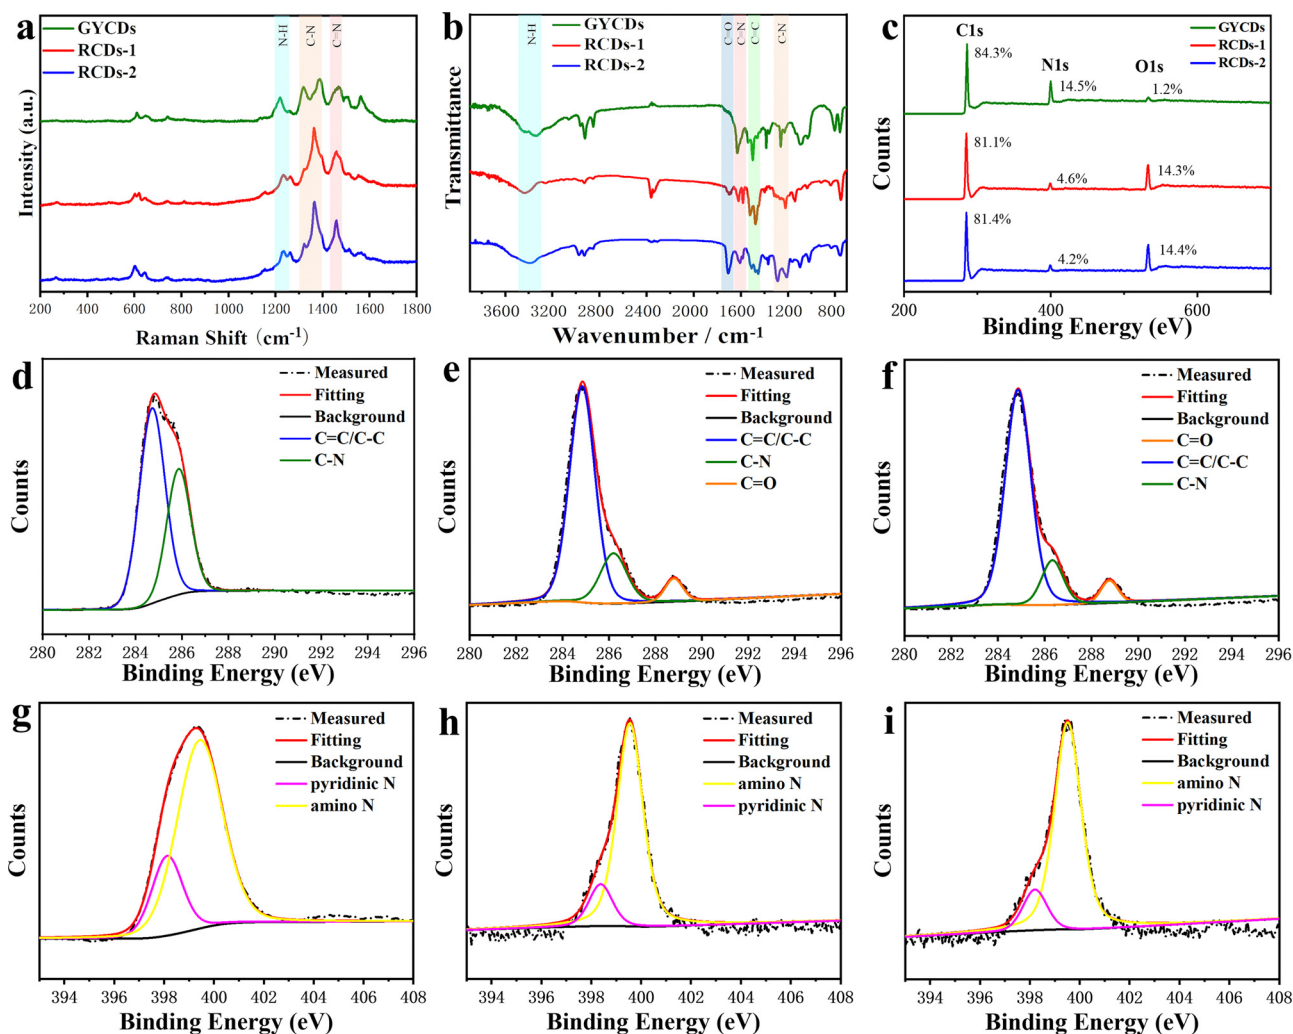 a
GYCDs
RCDs-1
RCDs-2
N-H
C-N
C=N
Intensity (a.u.)
200 400 600 800 1000 1200 1400 1600 1800
Raman Shift (cm-1)
b
GYCDs
RCDs-1
RCDs-2
N-H
C=O
C=N
C=C
C-N
Transmittance
3600 3200 2800 2400 2000 1600 1200 800
Wavenumber / cm-1
c
C1s
N1s
O1s
GYCDs
RCDs-1
RCDs-2
84.3%
14.5%
1.2%
81.1%
4.6%
14.3%
81.4%
4.2%
14.4%
Counts
200 400 600
Binding Energy (eV)
d
Measured
Fitting
Background
C=C/C-C
C-N
Counts
280 282 284 286 288 290 292 294 296
Binding Energy (eV)
e
Measured
Fitting
Background
C=C/C-C
C-N
C=O
Counts
280 282 284 286 288 290 292 294 296
Binding Energy (eV)
f
Measured
Fitting
Background
C=O
C=C/C-C
C-N
Counts
280 282 284 286 288 290 292 294 296
Binding Energy (eV)
g
Measured
Fitting
Background
pyridinic N
amino N
Counts
394 396 398 400 402 404 406 408
Binding Energy (eV)
h
Measured
Fitting
Background
amino N
pyridinic N
Counts
394 396 398 400 402 404 406 408
Binding Energy (eV)
i
Measured
Fitting
Background
amino N
pyridinic N
Counts
394 396 398 400 402 404 406 408
Binding Energy (eV)